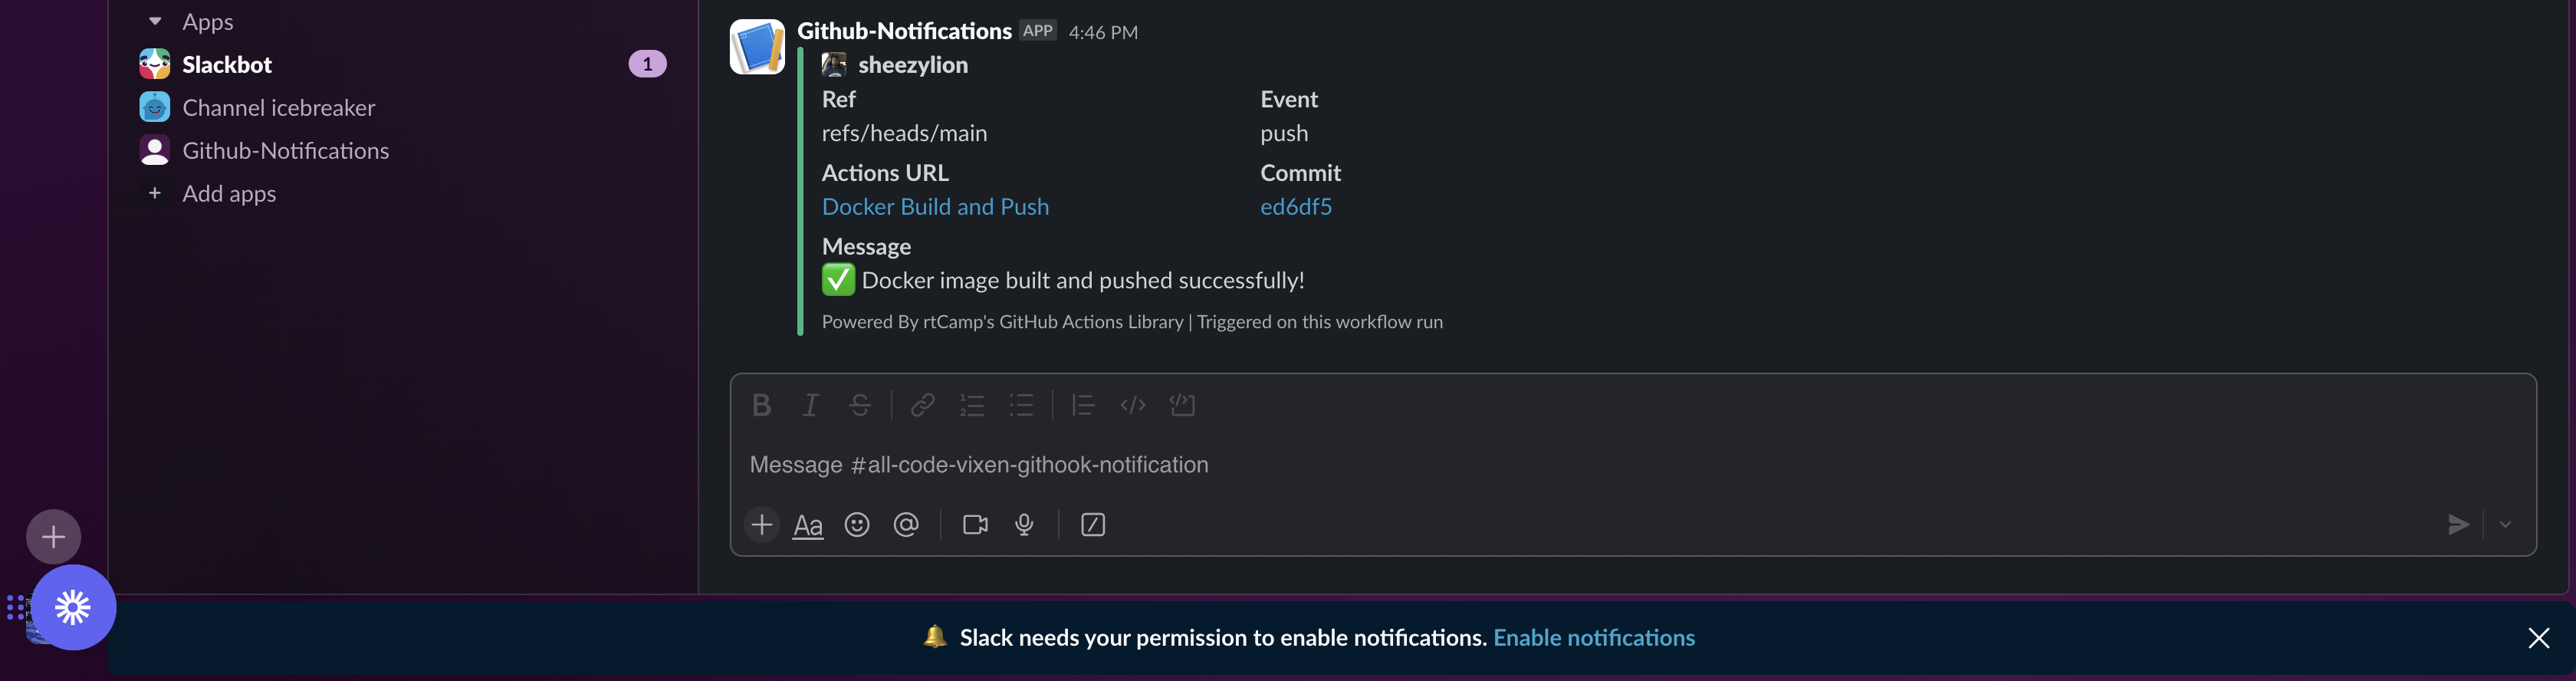 Apps
Slackbot
1
Channel icebreaker
Github-Notifications
Add apps
Github-Notifications APP 4:46 PM
sheezylion
Ref Event
refs/heads/main push
Actions URL Commit
Docker Build and Push ed6df5
Message
✅ Docker image built and pushed successfully!
Powered By rtCamp's GitHub Actions Library | Triggered on this workflow run
Message #all-code-vixen-githook-notification
Aa
Slack needs your permission to enable notifications. Enable notifications